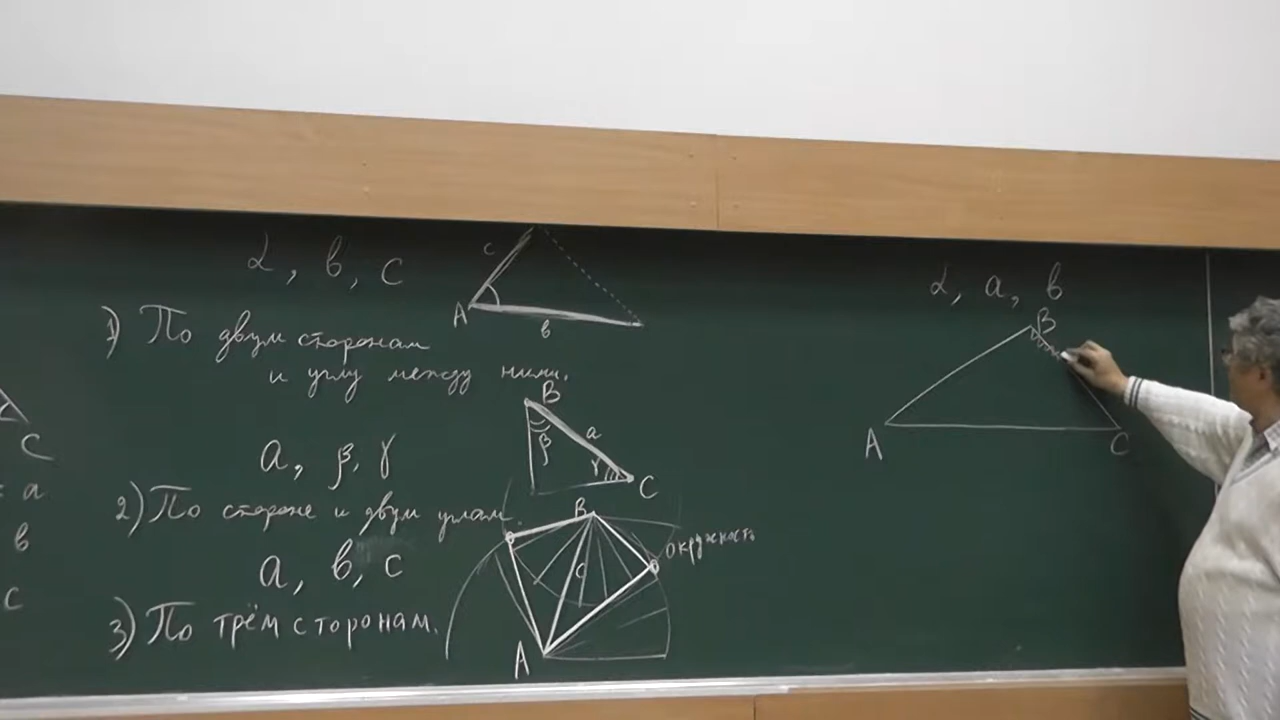 C
a
в
c
α, в, c
1) По двум сторонам
и углу между ними.
c
A
в
a, β, γ
B
β
a
γ
C
2) По стороне и двум углам.
a, в, c
3) По трём сторонам.
B
c
окружность
A
α, a, в
B
A
C